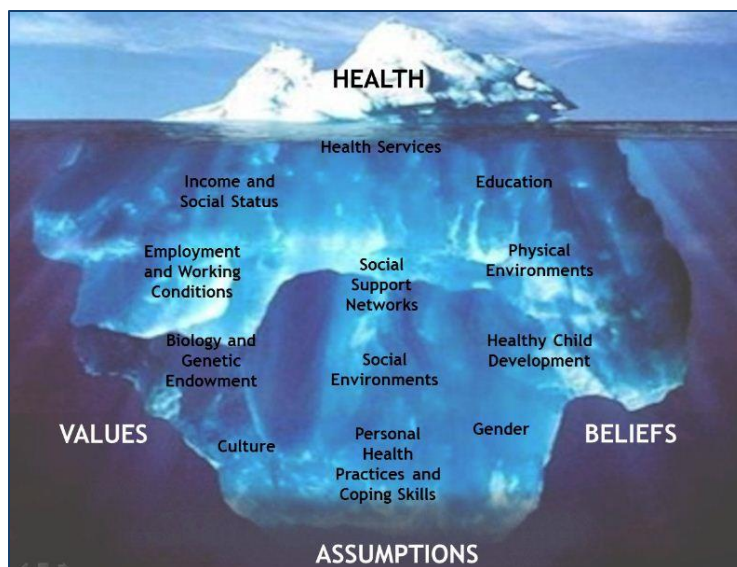 HEALTH
Health Services
Income and
Social Status
Education
Employment
and Working
Conditions
Social
Support
Networks
Physical
Environments
Biology and
Genetic
Endowment
Social
Environments
Healthy Child
Development
VALUES
Culture
Personal
Health
Practices and
Coping Skills
Gender
BELIEFS
ASSUMPTIONS